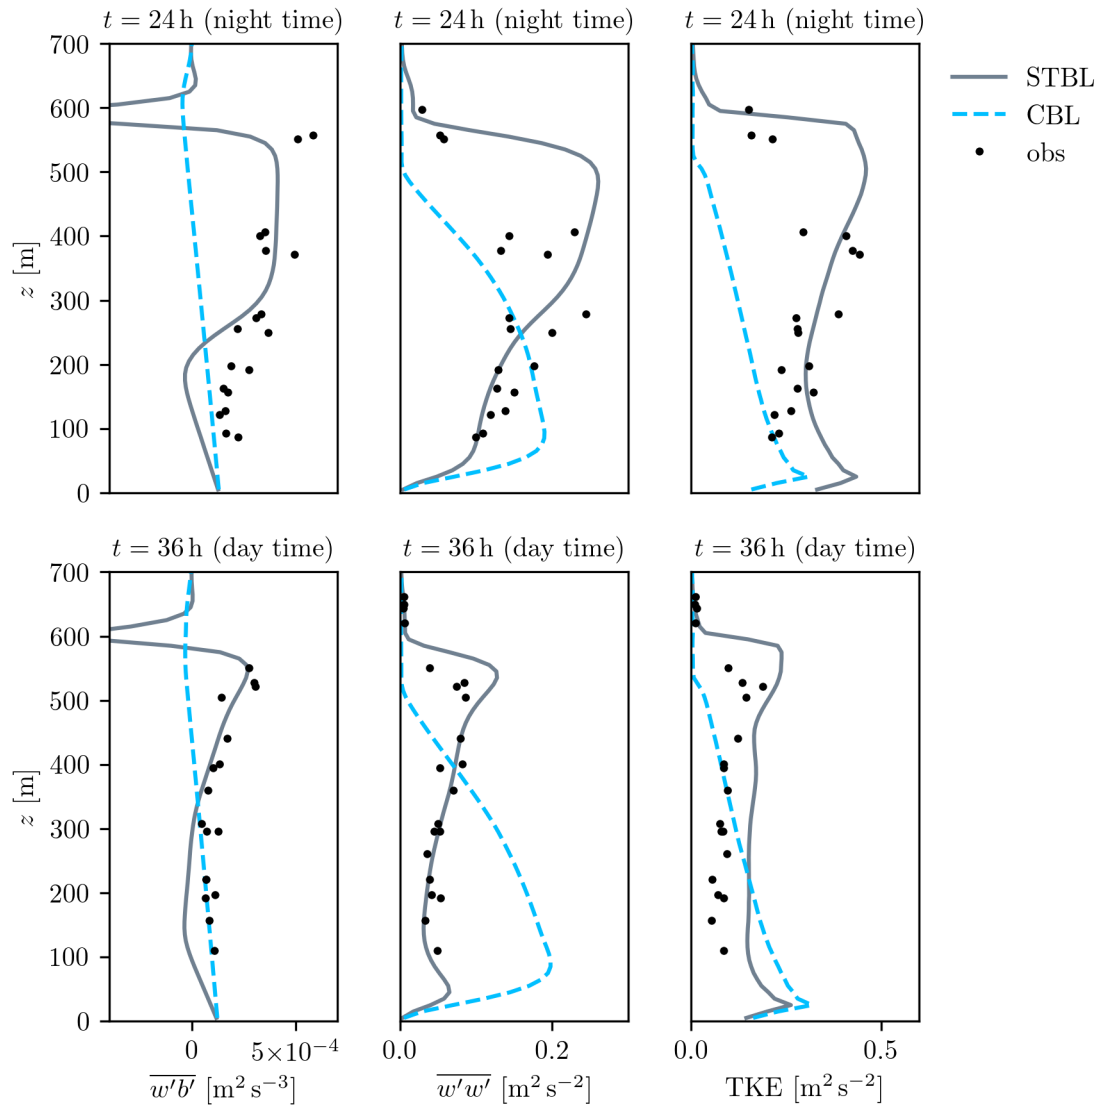 t = 24 h (night time) t = 24 h (night time) t = 24 h (night time)
700
600
500
400
300
200
100
0
z [m]
STBL
CBL
obs
t = 36 h (day time) t = 36 h (day time) t = 36 h (day time)
700
600
500
400
300
200
100
0
z [m]
0 5×10⁻⁴ 0.0 0.2 0.0 0.5
w′b′ [m² s⁻³] w′w′ [m² s⁻²] TKE [m² s⁻²]